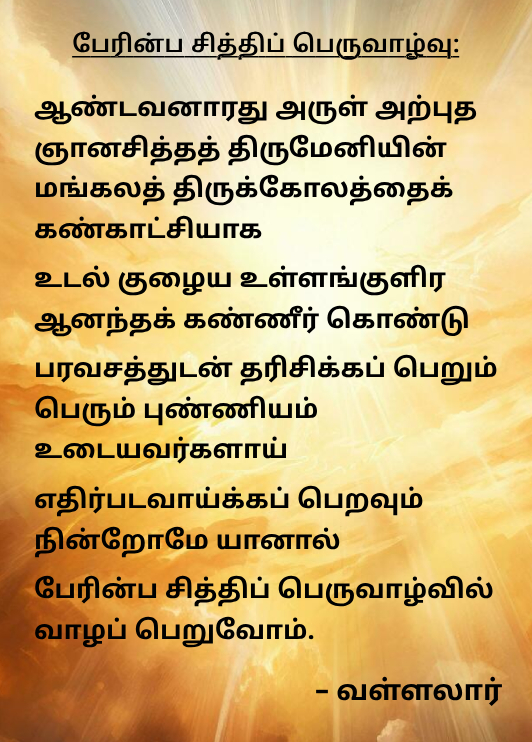 பேரின்ப சித்திப் பெருவாழ்வு:
ஆண்டவனாரது அருள் அற்புத
ஞானசித்தத் திருமேனியின்
மங்கலத் திருக்கோலத்தைக்
கண்காட்சியாக
உடல் குழைய உள்ளங்குளிர
ஆனந்தக் கண்ணீர் கொண்டு
பரவசத்துடன் தரிசிக்கப் பெறும்
பெரும் புண்ணியம்
உடையவர்களாய்
எதிர்படவாய்க்கப் பெறவும்
நின்றோமே யானால்
பேரின்ப சித்திப் பெருவாழ்வில்
வாழப் பெறுவோம்.
– வள்ளலார்